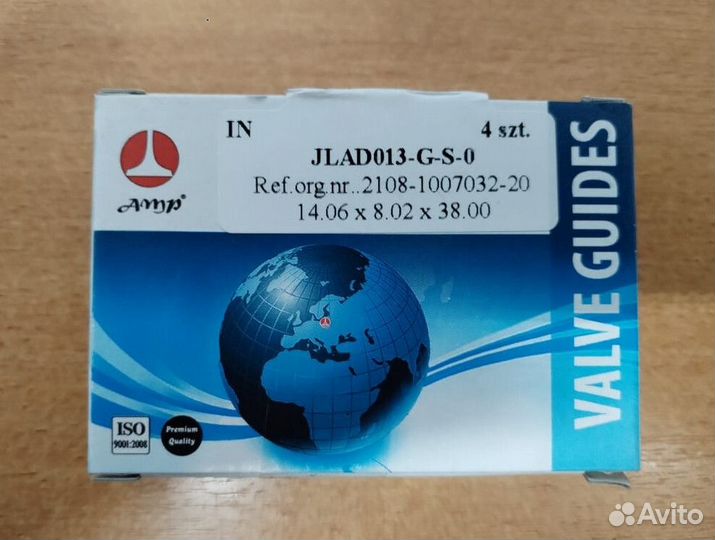 IN 4 szt.
JLAD013-G-S-0
Ref.org.nr..2108-1007032-20
14.06 x 8.02 x 38.00
AMP
VALVE GUIDES
ISO
9001:2008
Premium
Quality
Avito